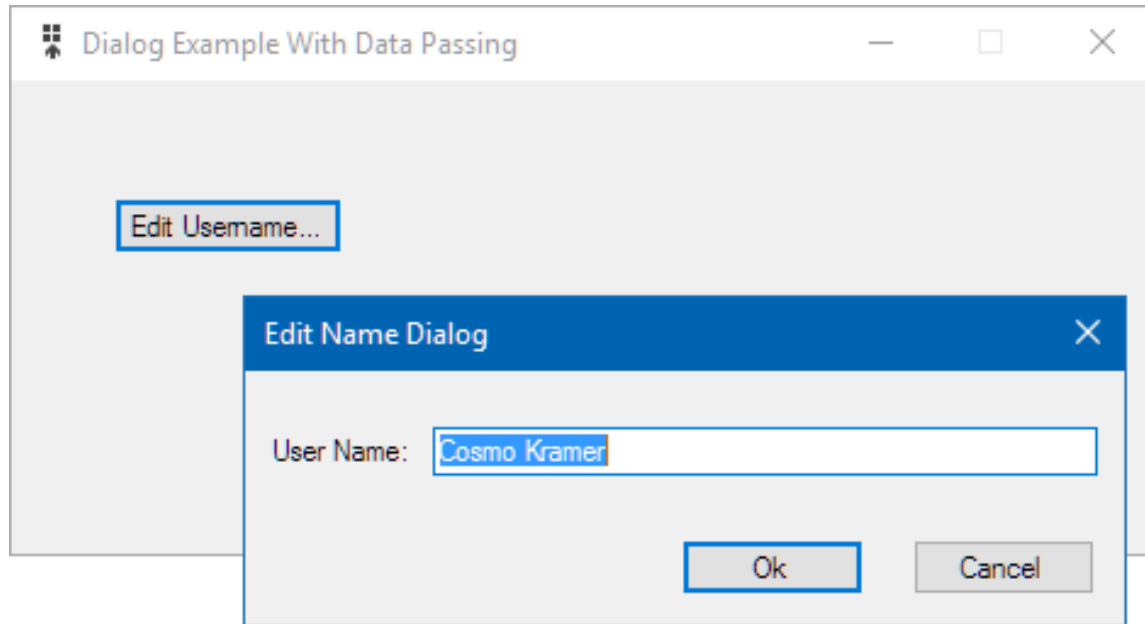 Dialog Example With Data Passing
Edit Username...
Edit Name Dialog
User Name: Cosmo Kramer
Ok Cancel